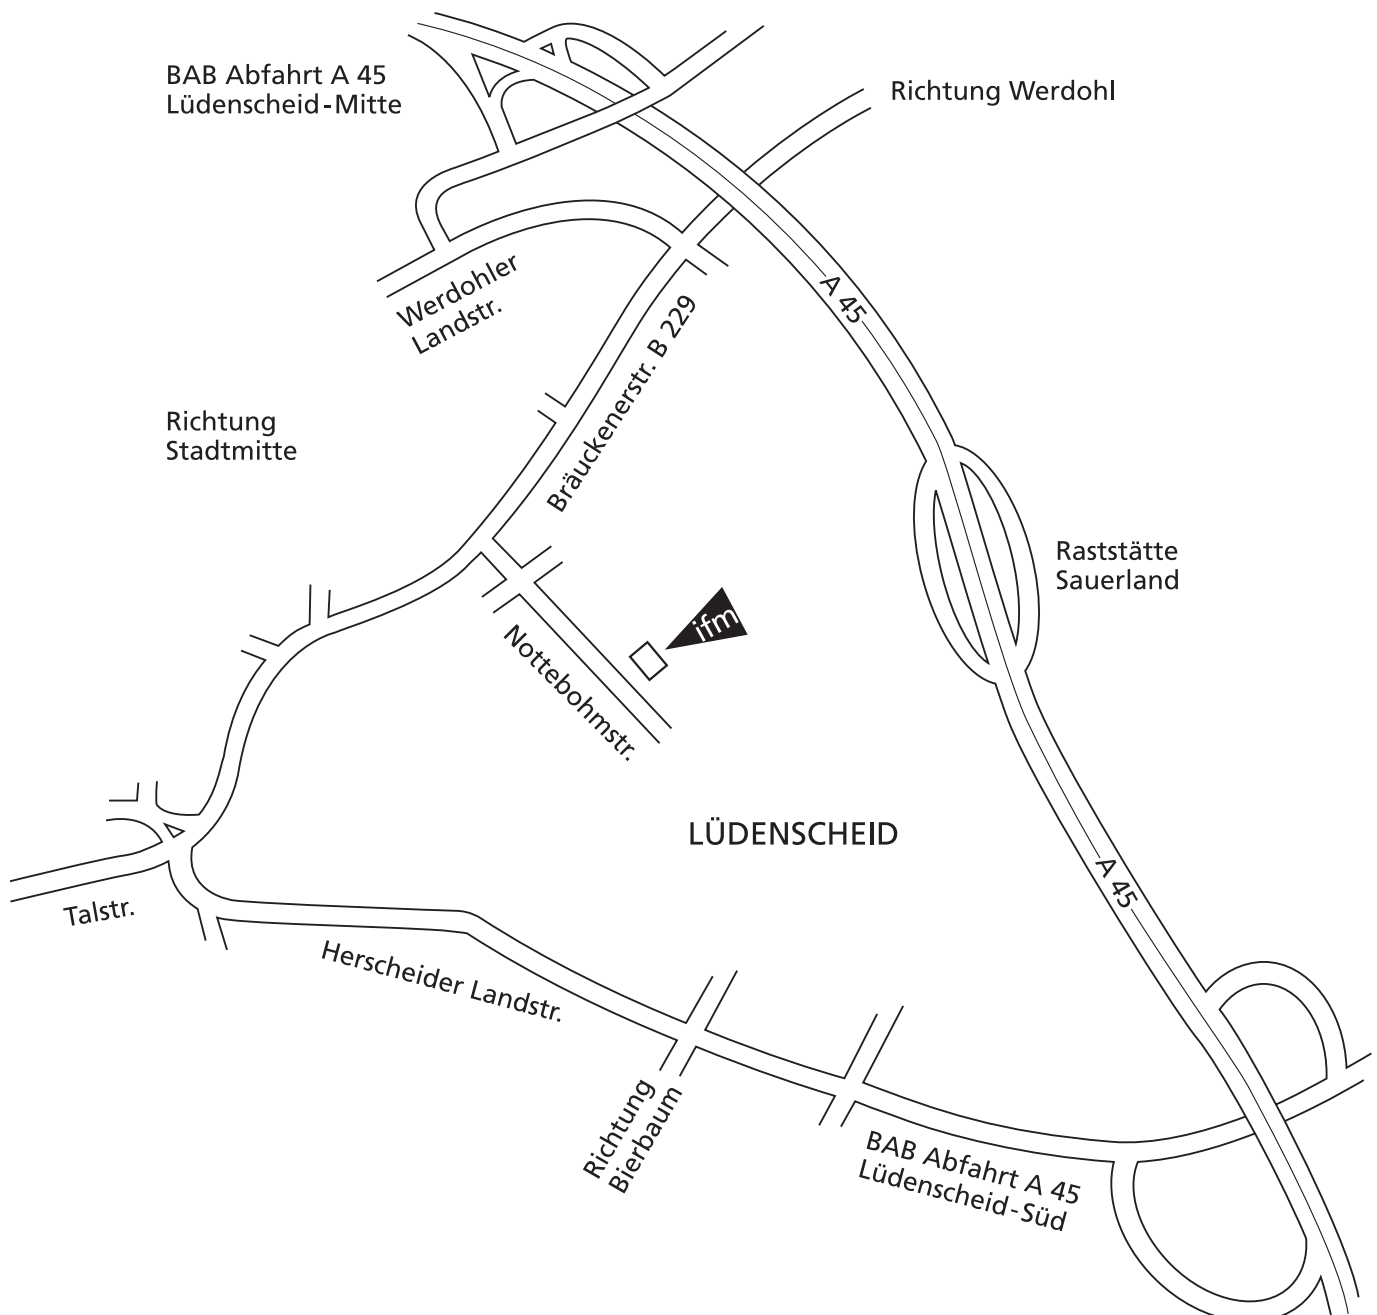 BAB Abfahrt A 45
Lüdenscheid-Mitte
Richtung Werdohl
Werdohler
Landstr.
A 45
Bräuckenerstr. B 229
Richtung
Stadtmitte
Raststätte
Sauerland
ifm
Nottebohmstr.
LÜDENSCHEID
A 45
Talstr.
Herscheider Landstr.
Richtung
Bierbaum
BAB Abfahrt A 45
Lüdenscheid-Süd